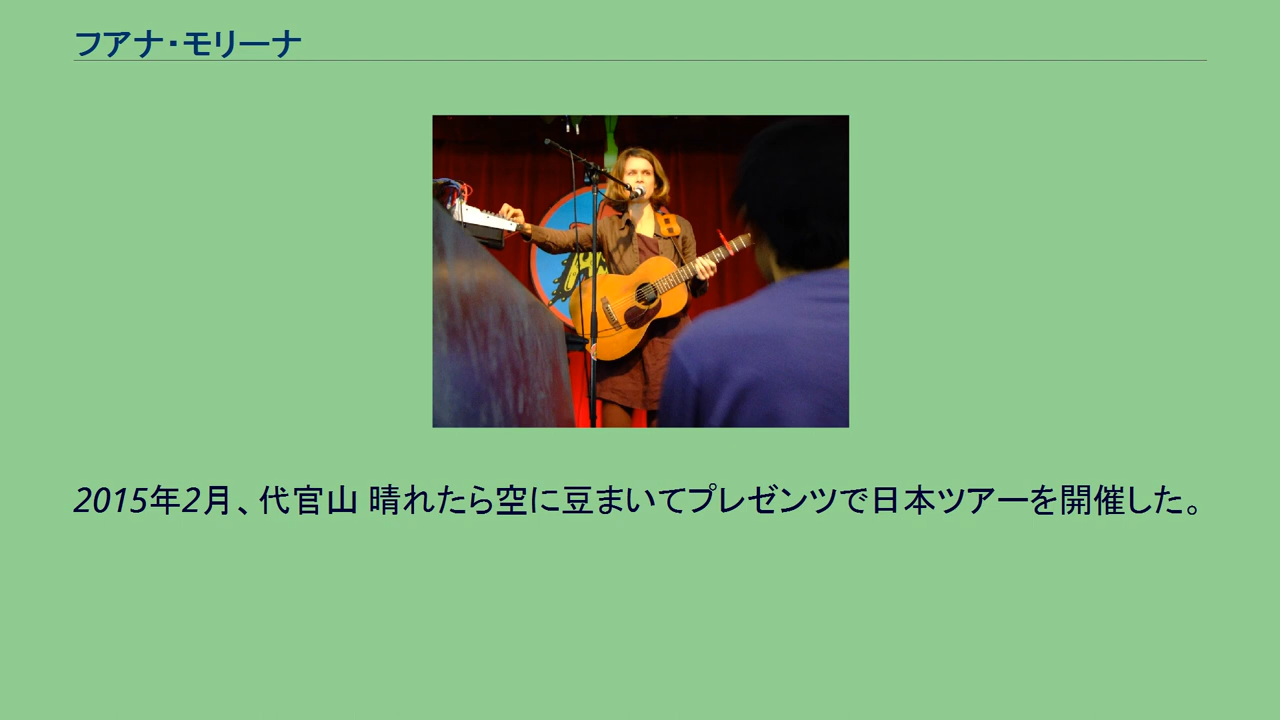 フアナ・モリーナ
2015年2月、代官山 晴れたら空に豆まいてプレゼンツで日本ツアーを開催した。